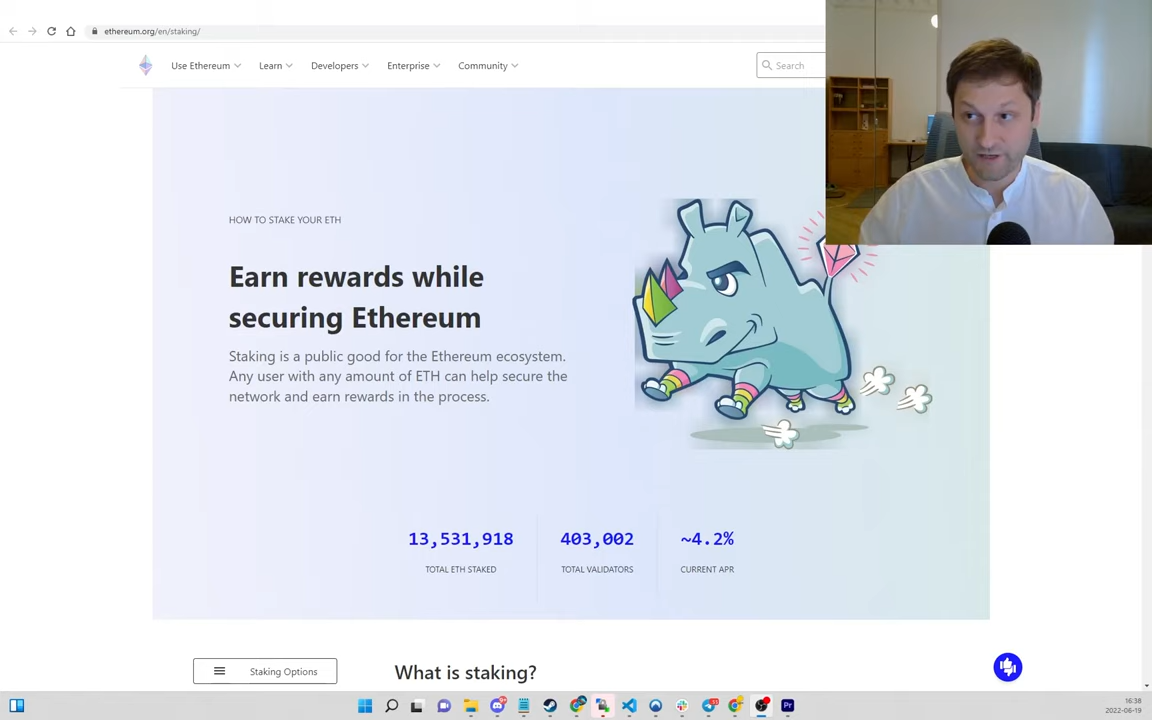 ethereum.org/en/staking/
Use Ethereum Learn Developers Enterprise Community Search
HOW TO STAKE YOUR ETH
Earn rewards while
securing Ethereum
Staking is a public good for the Ethereum ecosystem.
Any user with any amount of ETH can help secure the
network and earn rewards in the process.
13,531,918 403,002 ~4.2%
TOTAL ETH STAKED TOTAL VALIDATORS CURRENT APR
Staking Options What is staking?
Pr
16:38
2022-06-19